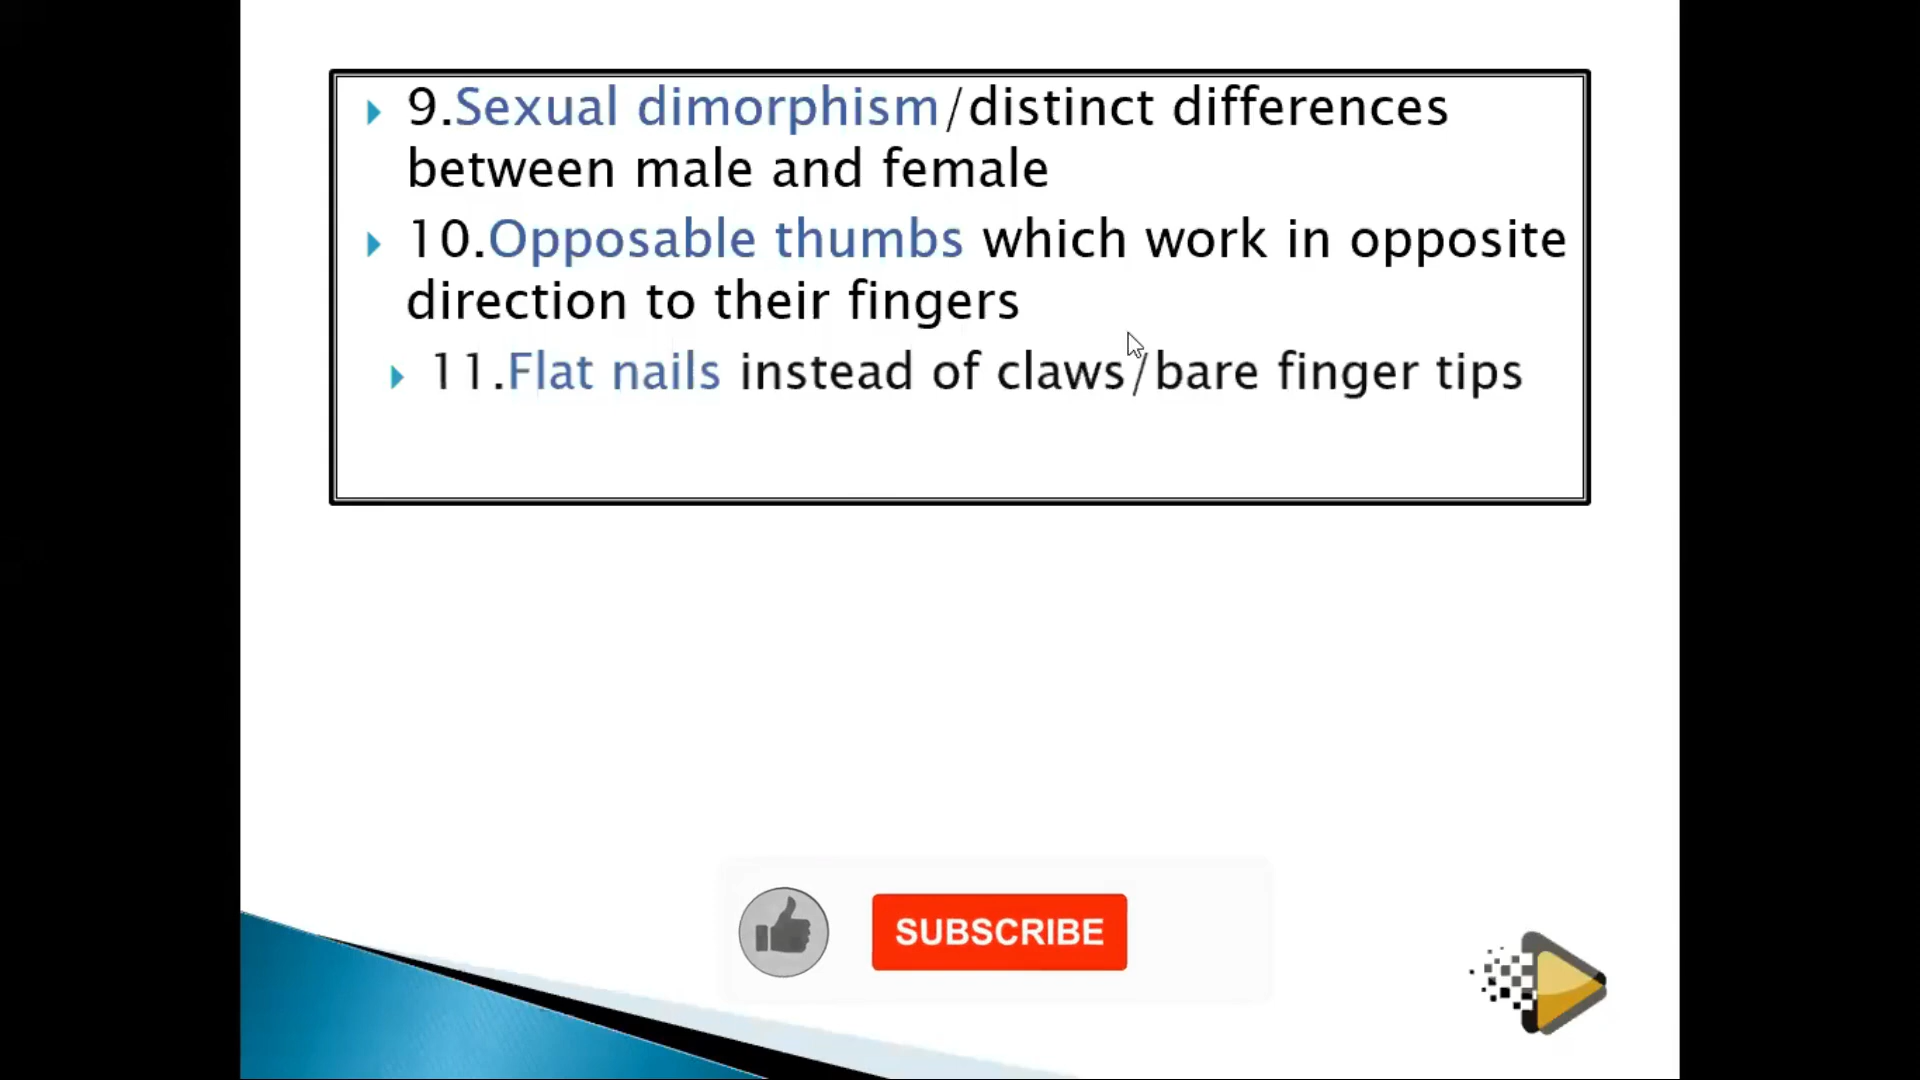 9.Sexual dimorphism/distinct differences
between male and female
10.Opposable thumbs which work in opposite
direction to their fingers
11.Flat nails instead of claws/bare finger tips
SUBSCRIBE